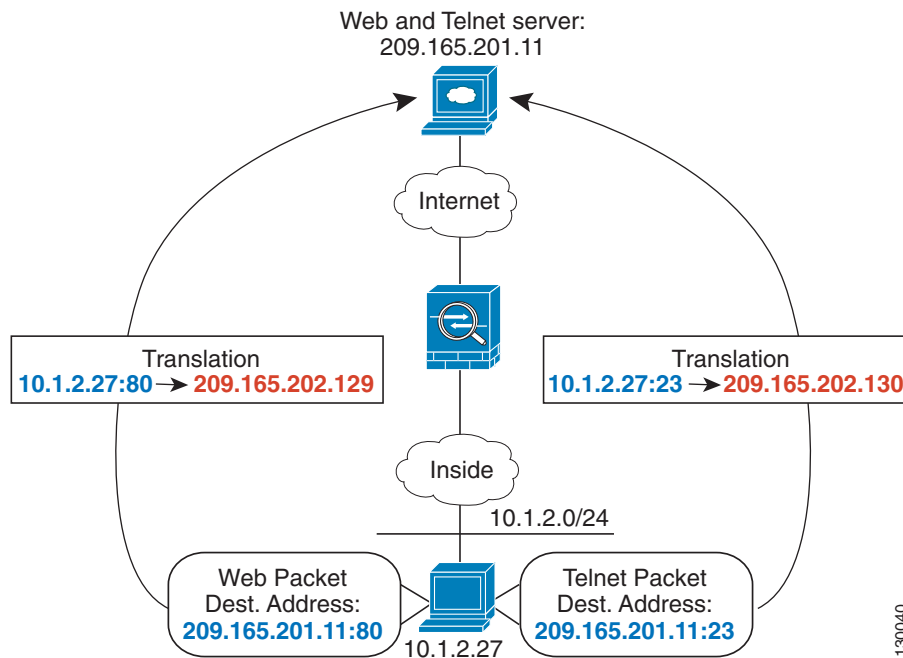 Web and Telnet server:
209.165.201.11
Internet
Translation
10.1.2.27:80 209.165.202.129
Translation
10.1.2.27:23 209.165.202.130
Inside
10.1.2.0/24
Web Packet
Dest. Address:
209.165.201.11:80
Telnet Packet
Dest. Address:
209.165.201.11:23
10.1.2.27
130040